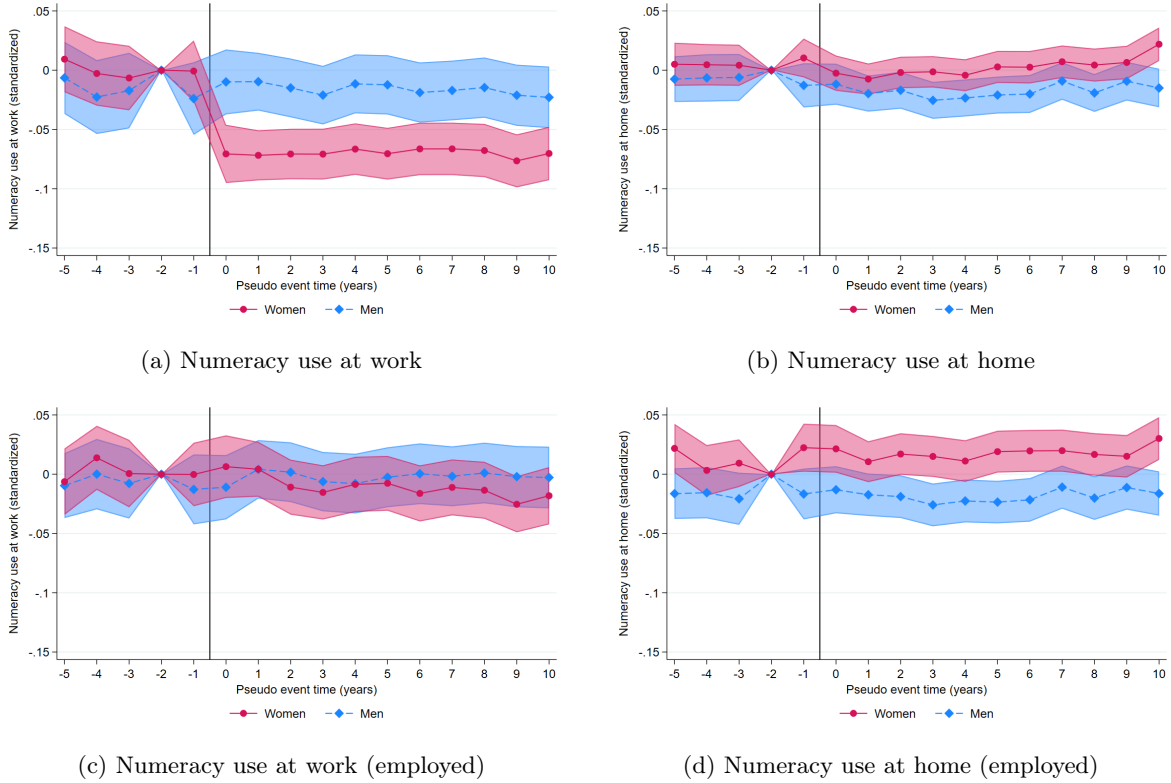 .05
0
-.05
-.1
-.15
Numeracy use at work (standardized)
-5 -4 -3 -2 -1 0 1 2 3 4 5 6 7 8 9 10
Pseudo event time (years)
Women Men
(a) Numeracy use at work
.05
0
-.05
-.1
-.15
Numeracy use at home (standardized)
-5 -4 -3 -2 -1 0 1 2 3 4 5 6 7 8 9 10
Pseudo event time (years)
Women Men
(b) Numeracy use at home
.05
0
-.05
-.1
-.15
Numeracy use at work (standardized)
-5 -4 -3 -2 -1 0 1 2 3 4 5 6 7 8 9 10
Pseudo event time (years)
Women Men
(c) Numeracy use at work (employed)
.05
0
-.05
-.1
-.15
Numeracy use at home (standardized)
-5 -4 -3 -2 -1 0 1 2 3 4 5 6 7 8 9 10
Pseudo event time (years)
Women Men
(d) Numeracy use at home (employed)